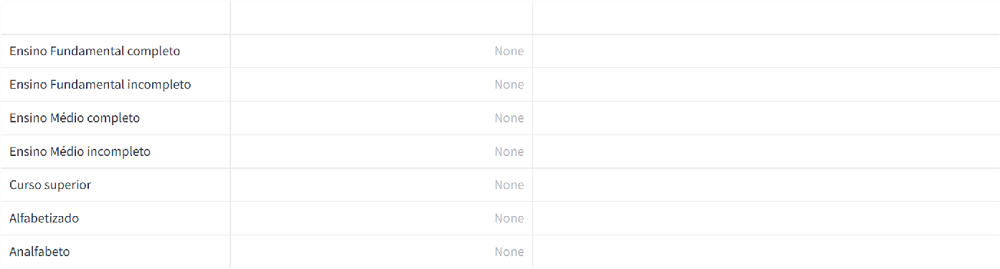 Ensino Fundamental completo None
Ensino Fundamental incompleto None
Ensino Médio completo None
Ensino Médio incompleto None
Curso superior None
Alfabetizado None
Analfabeto None